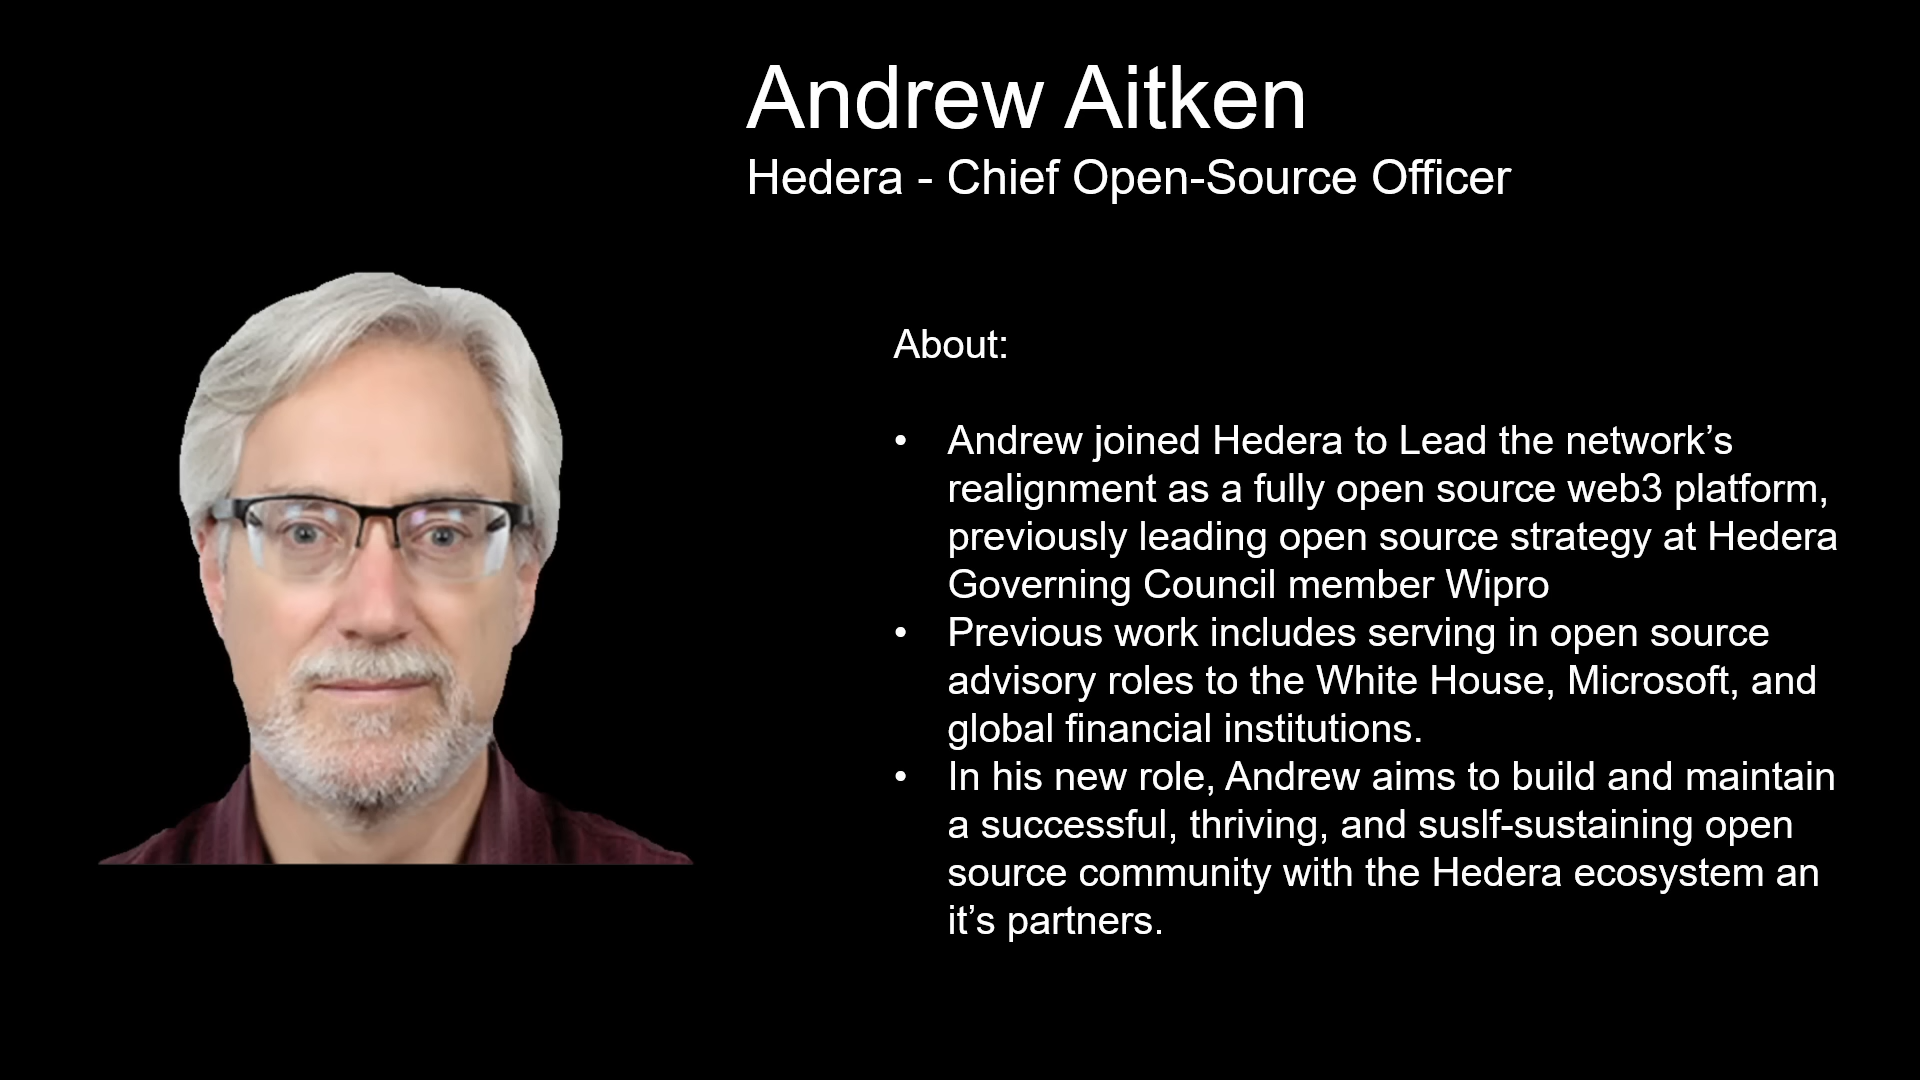 Andrew Aitken
Hedera - Chief Open-Source Officer
About:
• Andrew joined Hedera to Lead the network’s
realignment as a fully open source web3 platform,
previously leading open source strategy at Hedera
Governing Council member Wipro
• Previous work includes serving in open source
advisory roles to the White House, Microsoft, and
global financial institutions.
• In his new role, Andrew aims to build and maintain
a successful, thriving, and suslf-sustaining open
source community with the Hedera ecosystem an
it’s partners.